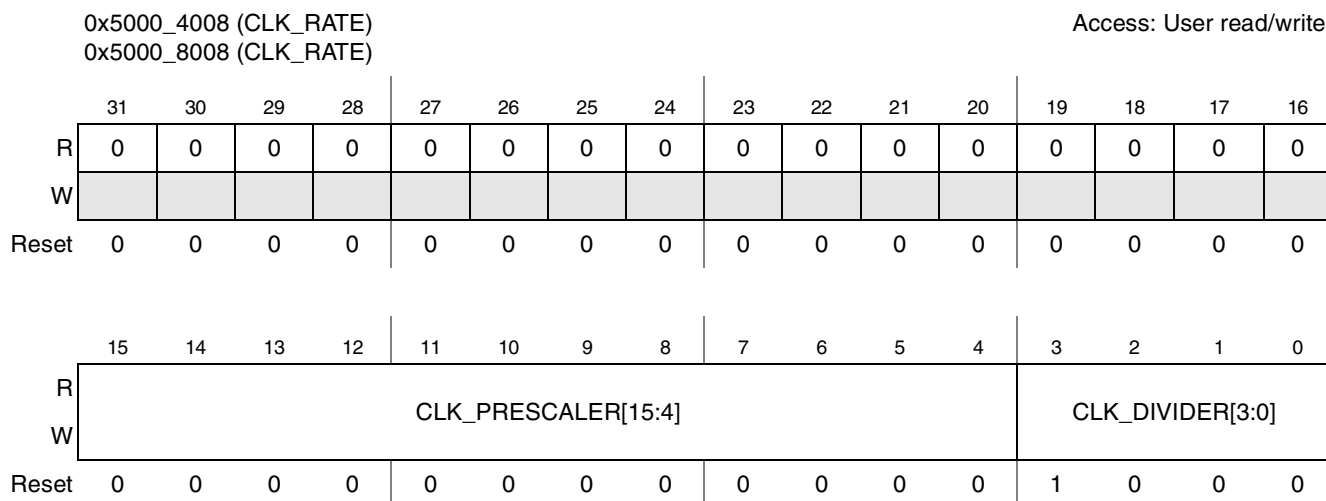 0x5000_4008 (CLK_RATE) Access: User read/write
0x5000_8008 (CLK_RATE)
31 30 29 28 27 26 25 24 23 22 21 20 19 18 17 16
R 0 0 0 0 0 0 0 0 0 0 0 0 0 0 0 0
W
Reset 0 0 0 0 0 0 0 0 0 0 0 0 0 0 0 0
15 14 13 12 11 10 9 8 7 6 5 4 3 2 1 0
R
CLK_PRESCALER[15:4] CLK_DIVIDER[3:0]
W
Reset 0 0 0 0 0 0 0 0 0 0 0 0 1 0 0 0